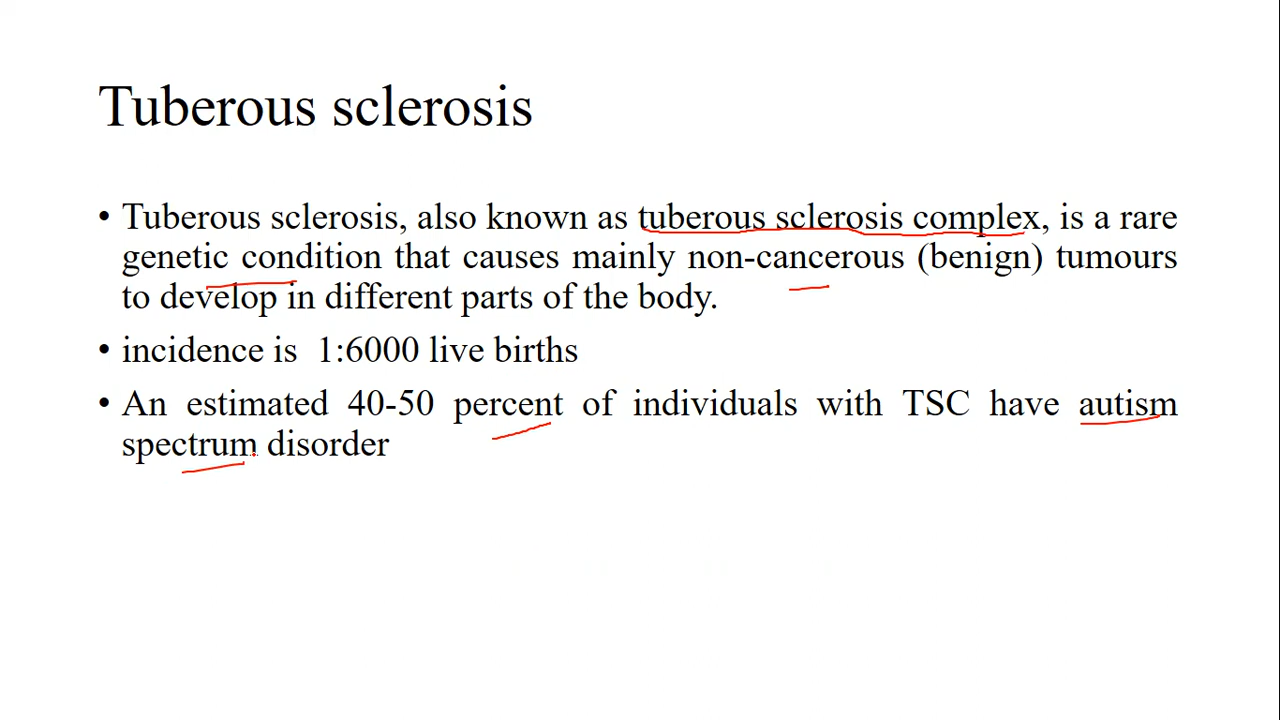 Tuberous sclerosis
• Tuberous sclerosis, also known as tuberous sclerosis complex, is a rare
genetic condition that causes mainly non-cancerous (benign) tumours
to develop in different parts of the body.
• incidence is  1:6000 live births
• An estimated 40-50 percent of individuals with TSC have autism
spectrum disorder